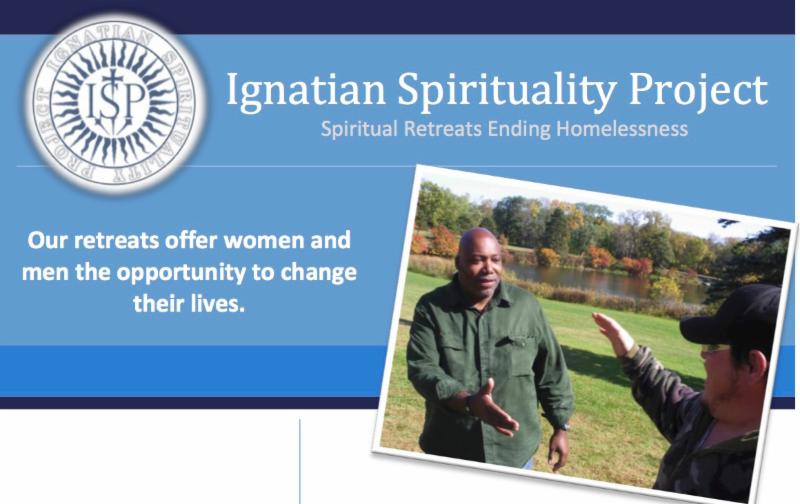 IGNATIAN SPIRITUALITY PROJECT
ISP
Ignatian Spirituality Project
Spiritual Retreats Ending Homelessness
Our retreats offer women and
men the opportunity to change
their lives.